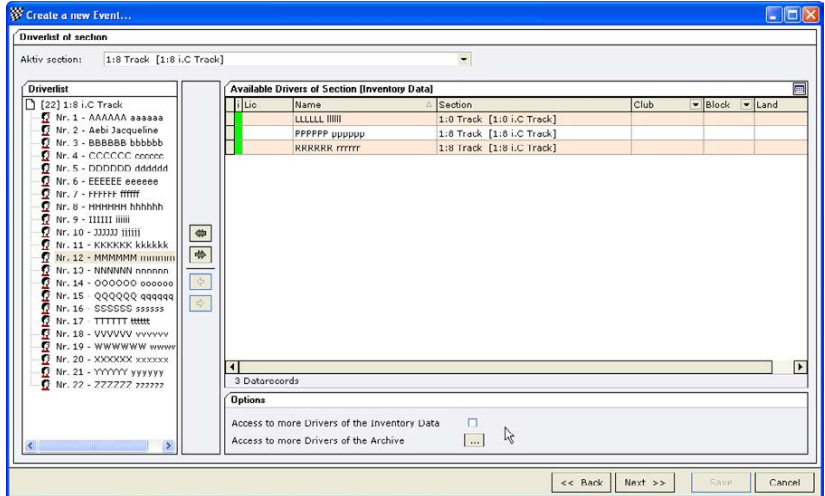 Create a new Event...
Driverlist of section
Aktiv section: 1:8 Track [1:8 i.C Track]
Driverlist
[22] 1:8 i.C Track
Nr. 1 - AAAAAA aaaaaa
Nr. 2 - Aebi Jacqueline
Nr. 3 - BBBBBB bbbbbb
Nr. 4 - CCCCCC cccccc
Nr. 5 - DDDDDD dddddd
Nr. 6 - EEEEEE eeeeee
Nr. 7 - FFFFFF ffffff
Nr. 8 - HHHHHH hhhhhh
Nr. 9 - IIIIII iiiiii
Nr. 10 - JJJJJJ jjjjjj
Nr. 11 - KKKKKK kkkkkk
Nr. 12 - MMMMMM mmmmm
Nr. 13 - NNNNNN nnnnnn
Nr. 14 - OOOOOO oooooo
Nr. 15 - QQQQQQ qqqqqq
Nr. 16 - SSSSSS ssssss
Nr. 17 - TTTTTT tttttt
Nr. 18 - VVVVVV vvvvvv
Nr. 19 - WWWWWW wwww
Nr. 20 - XXXXXX xxxxxx
Nr. 21 - YYYYYY yyyyyy
Nr. 22 - ZZZZZZ zzzzzz
Available Drivers of Section [Inventory Data]
i Lic Name Section Club Block Land
LLLLLL llllll 1:8 Track [1:8 i.C Track]
PPPPPP pppppp 1:8 Track [1:8 i.C Track]
RRRRRR rrrrrr 1:8 Track [1:8 i.C Track]
3 Datarecords
Options
Access to more Drivers of the Inventory Data
Access to more Drivers of the Archive ...
<< Back Next >> Save Cancel